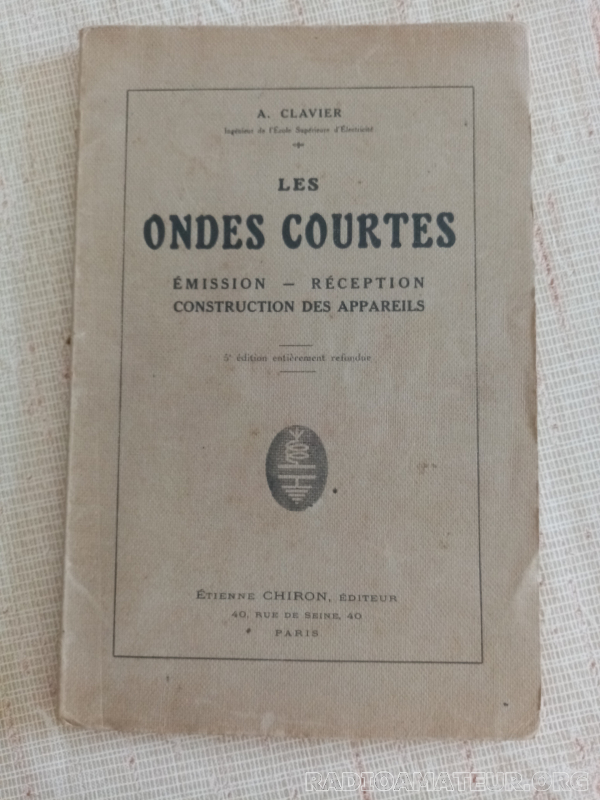 A. CLAVIER
Ingénieur de l'École Supérieure d'Électricité
LES
ONDES COURTES
ÉMISSION — RÉCEPTION
CONSTRUCTION DES APPAREILS
5e édition entièrement refondue
ÉTIENNE CHIRON, ÉDITEUR
40, RUE DE SEINE, 40
PARIS
RADIOAMATEUR.ORG